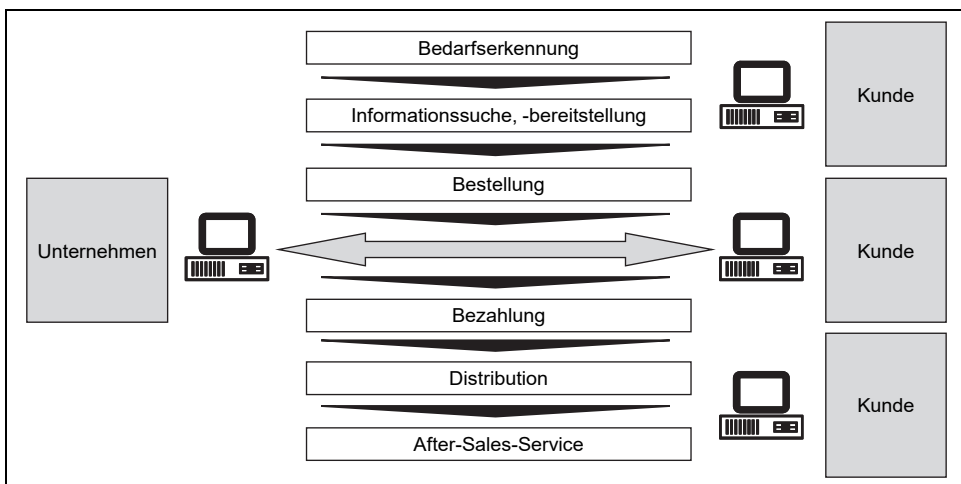 Bedarfserkennung
Kunde
Informationssuche, -bereitstellung
Bestellung
Unternehmen
Kunde
Bezahlung
Distribution
Kunde
After-Sales-Service